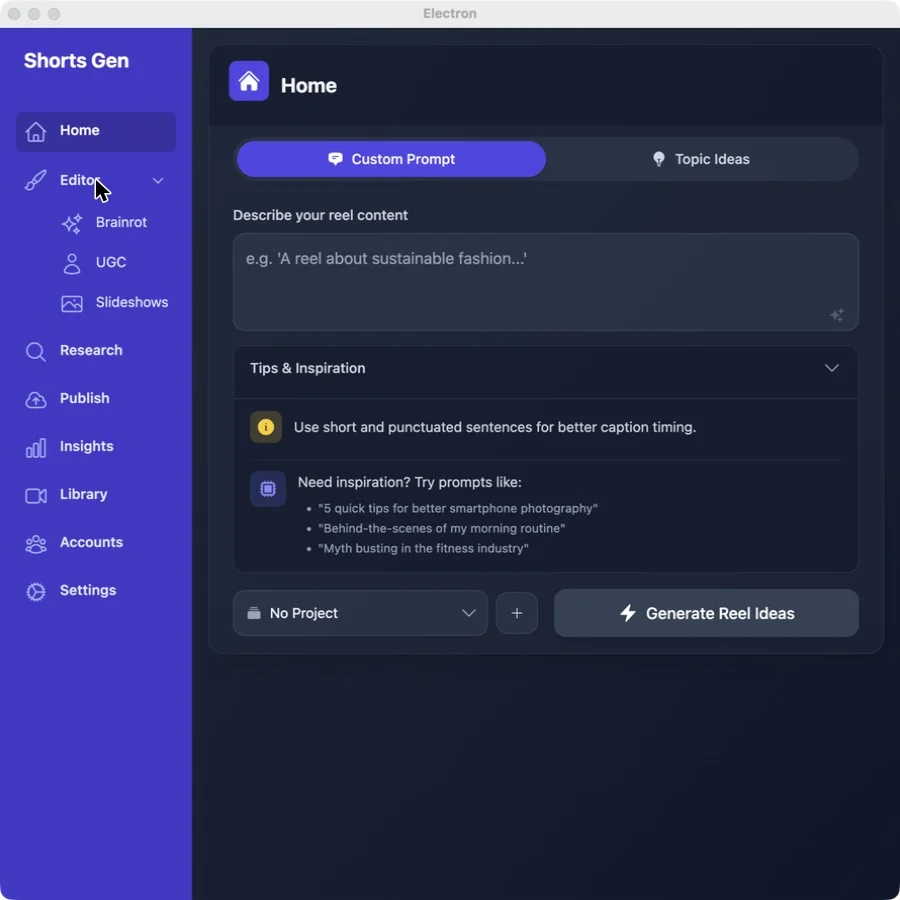 Electron
Shorts Gen
Home
Editor
Brainrot
UGC
Slideshows
Research
Publish
Insights
Library
Accounts
Settings
Home
Custom Prompt
Topic Ideas
Describe your reel content
e.g. 'A reel about sustainable fashion...'
Tips & Inspiration
Use short and punctuated sentences for better caption timing.
Need inspiration? Try prompts like:
• "5 quick tips for better smartphone photography"
• "Behind-the-scenes of my morning routine"
• "Myth busting in the fitness industry"
No Project
+
Generate Reel Ideas